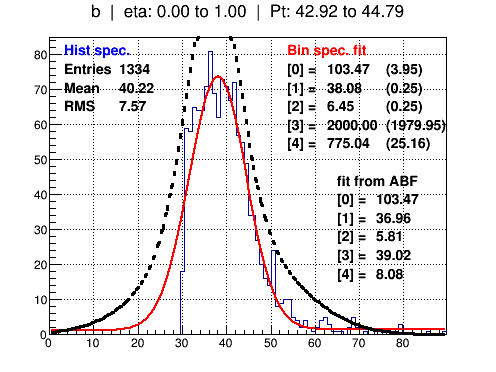 b | eta: 0.00 to 1.00 | Pt: 42.92 to 44.79
Hist spec.
Entries 1334
Mean 40.22
RMS 7.57
Bin spec. fit
[0] = 103.47 (3.95)
[1] = 38.08 (0.25)
[2] = 6.45 (0.25)
[3] = 2000.00 (1979.95)
[4] = 775.04 (25.16)
fit from ABF
[0] = 103.47
[1] = 36.96
[2] = 5.81
[3] = 39.02
[4] = 8.08
80
70
60
50
40
30
20
10
0
0 10 20 30 40 50 60 70 80